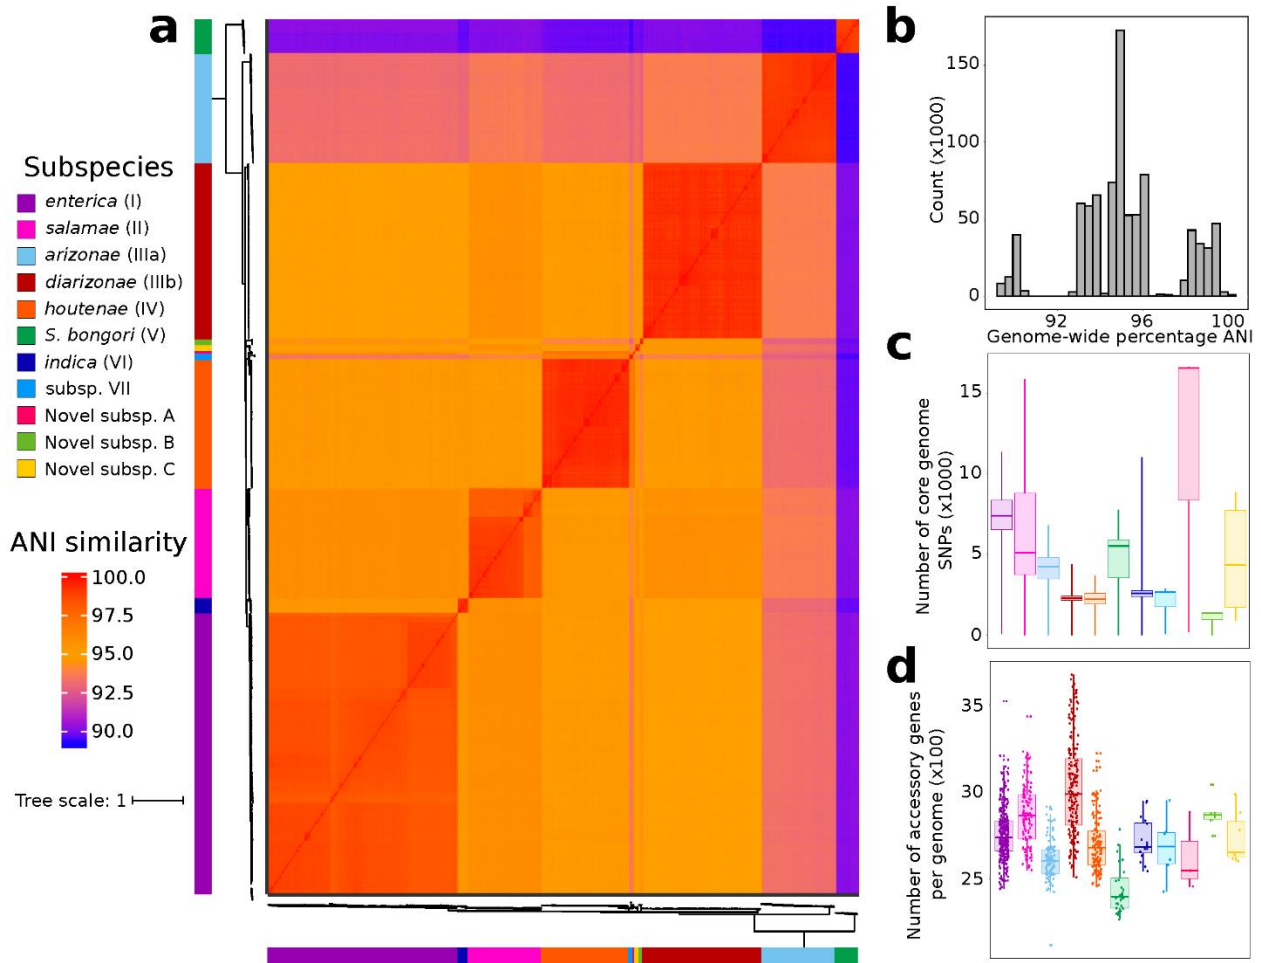 a
Subspecies
enterica (I)
salamae (II)
arizonae (IIIa)
diarizonae (IIIb)
houtenae (IV)
S. bongori (V)
indica (VI)
subsp. VII
Novel subsp. A
Novel subsp. B
Novel subsp. C
ANI similarity
100.0
97.5
95.0
92.5
90.0
Tree scale: 1
b
Count (x1000)
150
100
50
0
92
96
100
Genome-wide percentage ANI
c
Number of core genome
SNPs (x1000)
15
10
5
0
d
Number of accessory genes
per genome (x100)
35
30
25